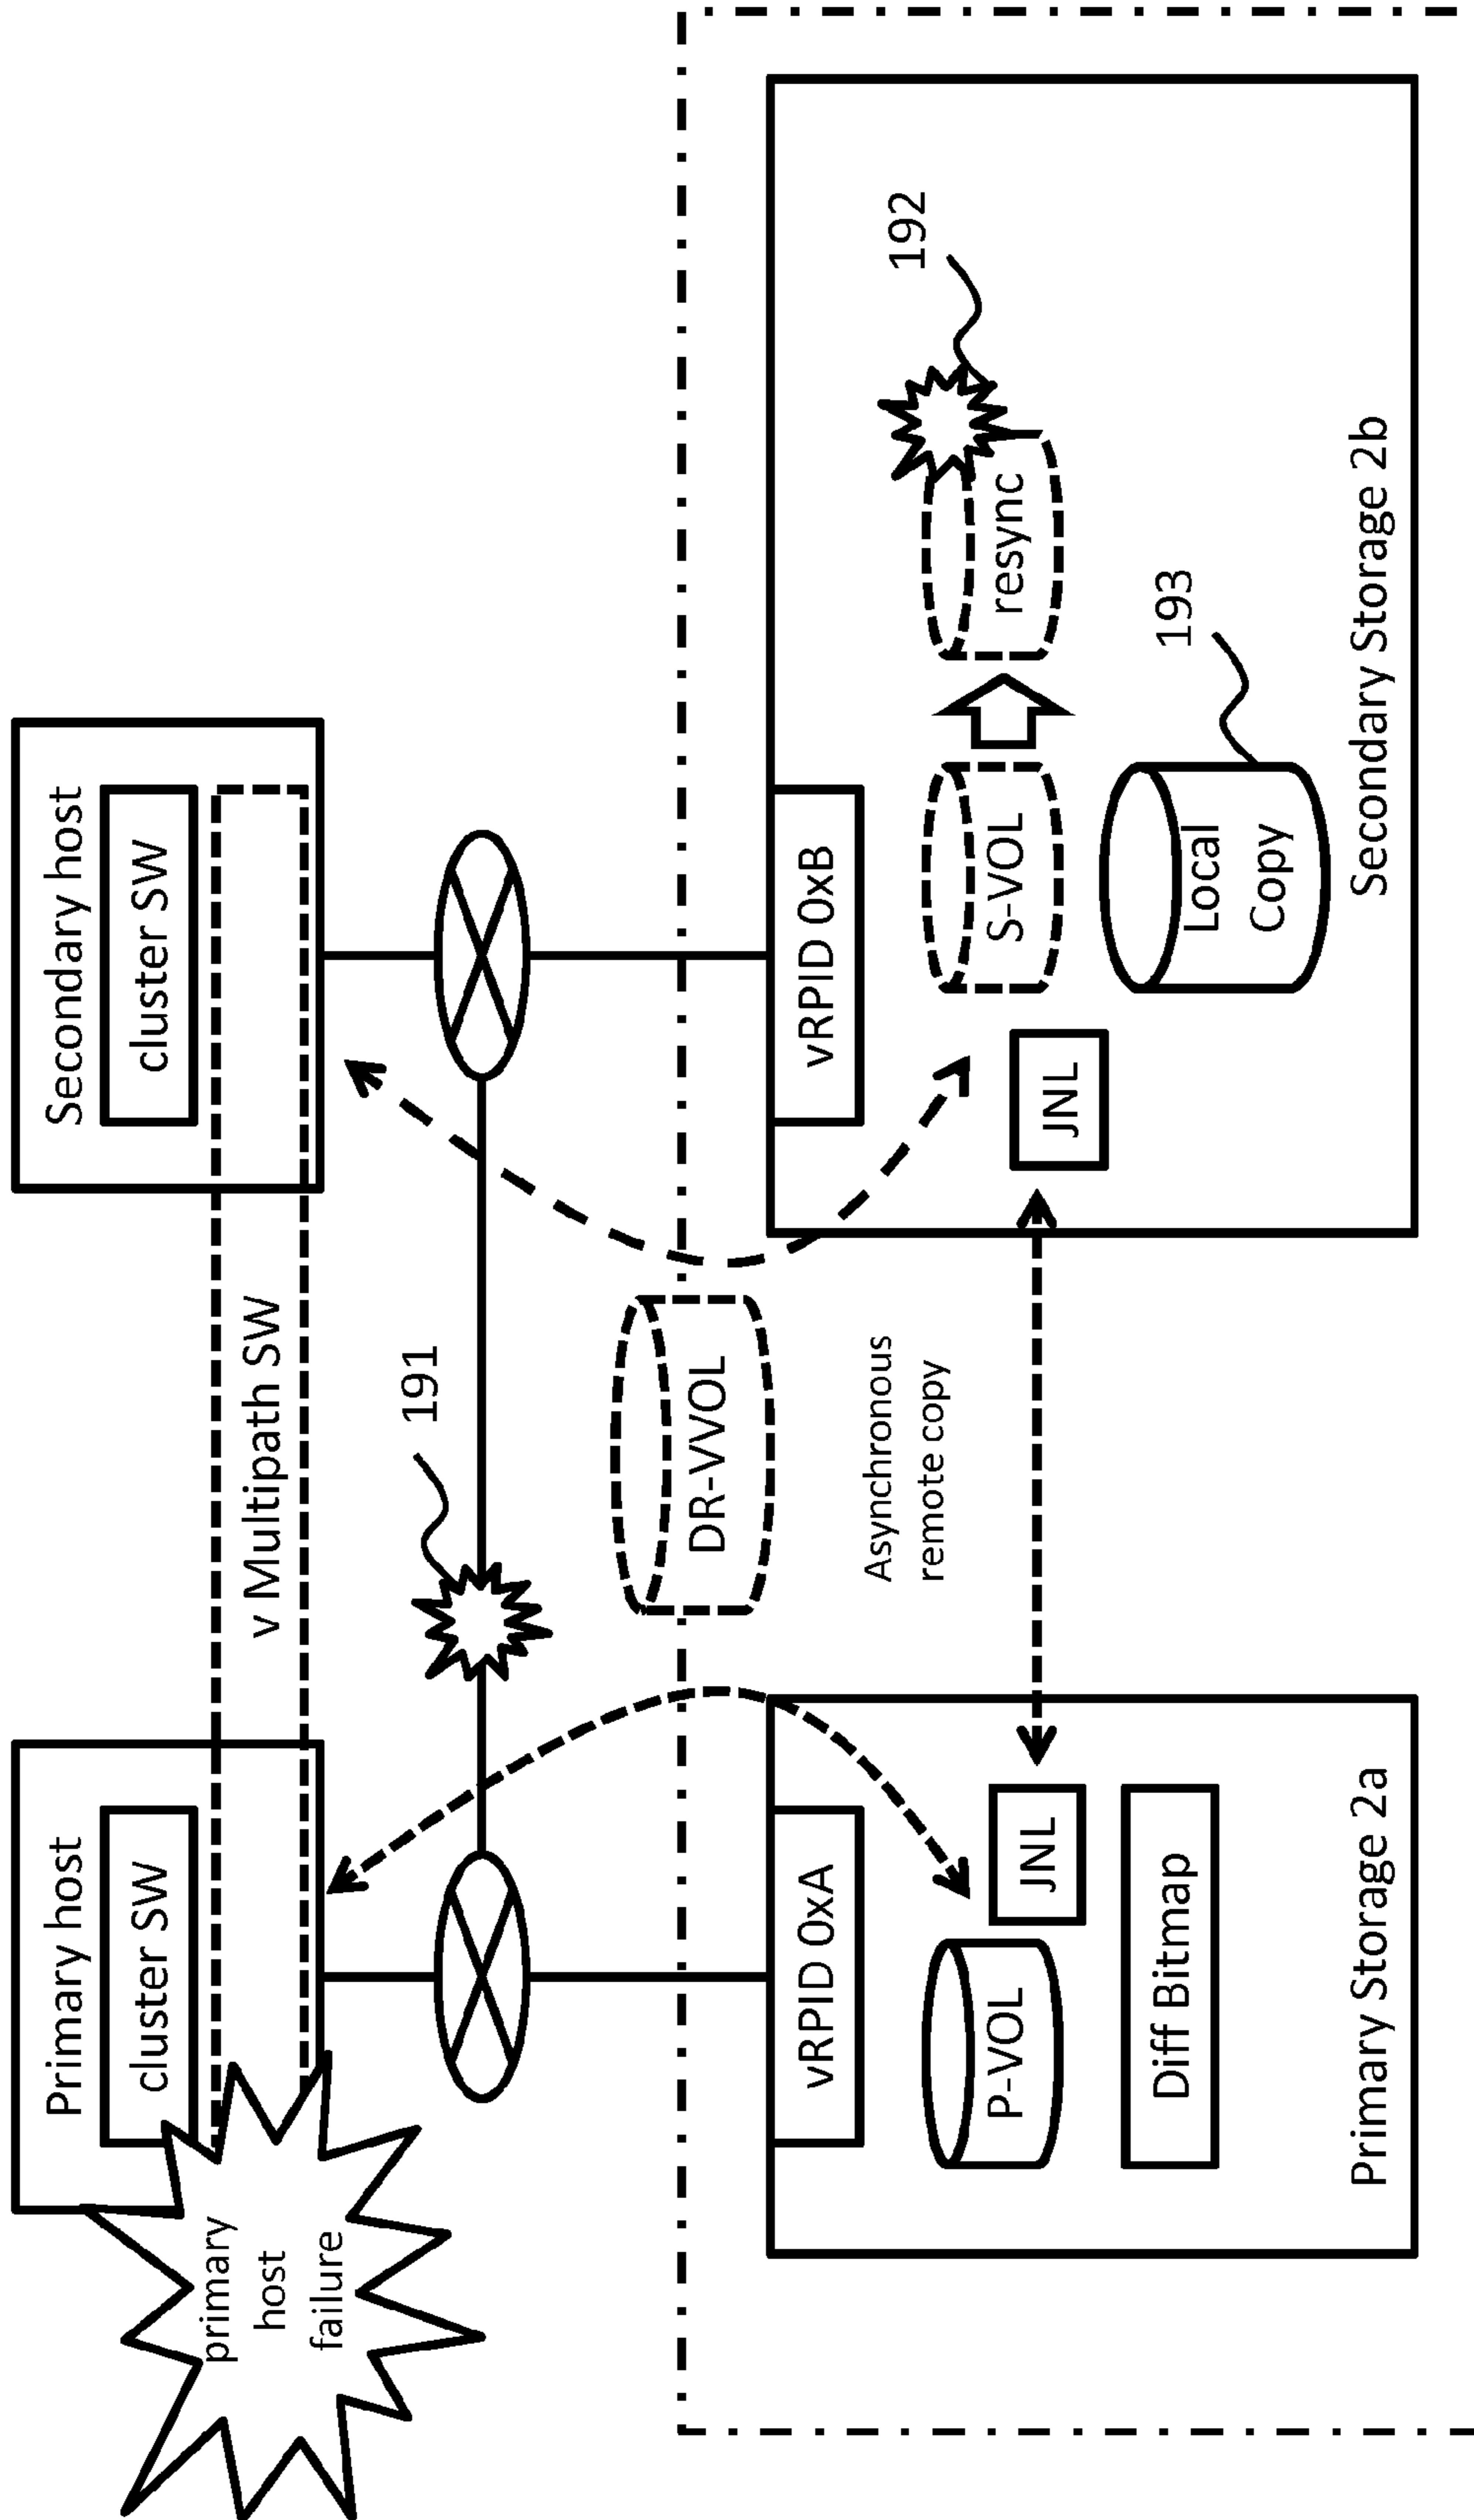 primary
host
failure
Primary host
cluster SW
v Multipath SW
Secondary host
cluster SW
191
DR-VVOL
Asynchronous
remote copy
vRPID 0xA
P-VOL
JNL
Diff Bitmap
Primary Storage 2a
vRPID 0xB
JNL
S-VOL
resync
192
Local
Copy
193
Secondary Storage 2b